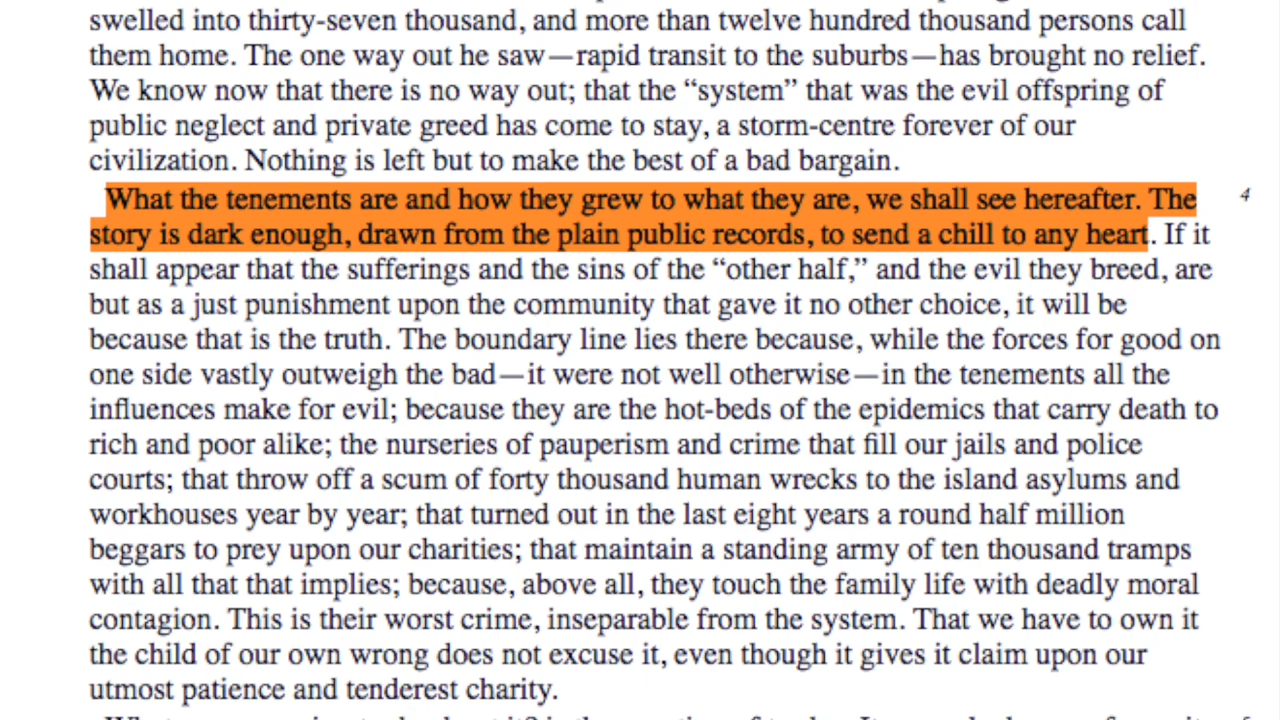 swelled into thirty-seven thousand, and more than twelve hundred thousand persons call
them home. The one way out he saw—rapid transit to the suburbs—has brought no relief.
We know now that there is no way out; that the “system” that was the evil offspring of
public neglect and private greed has come to stay, a storm-centre forever of our
civilization. Nothing is left but to make the best of a bad bargain.
What the tenements are and how they grew to what they are, we shall see hereafter. The 4
story is dark enough, drawn from the plain public records, to send a chill to any heart. If it
shall appear that the sufferings and the sins of the “other half,” and the evil they breed, are
but as a just punishment upon the community that gave it no other choice, it will be
because that is the truth. The boundary line lies there because, while the forces for good on
one side vastly outweigh the bad—it were not well otherwise—in the tenements all the
influences make for evil; because they are the hot-beds of the epidemics that carry death to
rich and poor alike; the nurseries of pauperism and crime that fill our jails and police
courts; that throw off a scum of forty thousand human wrecks to the island asylums and
workhouses year by year; that turned out in the last eight years a round half million
beggars to prey upon our charities; that maintain a standing army of ten thousand tramps
with all that that implies; because, above all, they touch the family life with deadly moral
contagion. This is their worst crime, inseparable from the system. That we have to own it
the child of our own wrong does not excuse it, even though it gives it claim upon our
utmost patience and tenderest charity.